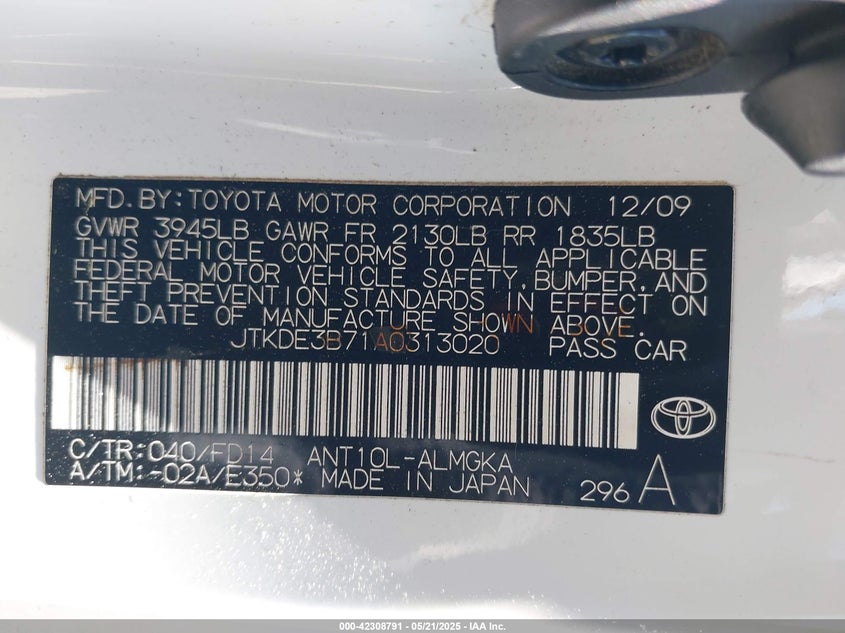 MFD. BY: TOYOTA MOTOR CORPORATION 12/09
GVWR 3945LB GAWR FR 2130LB RR 1835LB
THIS VEHICLE CONFORMS TO ALL APPLICABLE
FEDERAL MOTOR VEHICLE SAFETY, BUMPER, AND
THEFT PREVENTION STANDARDS IN EFFECT ON
THE DATE OF MANUFACTURE SHOWN ABOVE.
JTKDE3B71A0313020 PASS CAR
C/TR: 040/FD14 ANT10L-ALMGKA
A/TM: -02A/E350* MADE IN JAPAN 296 A
000-42308791 - 05/21/2025 - IAA Inc.